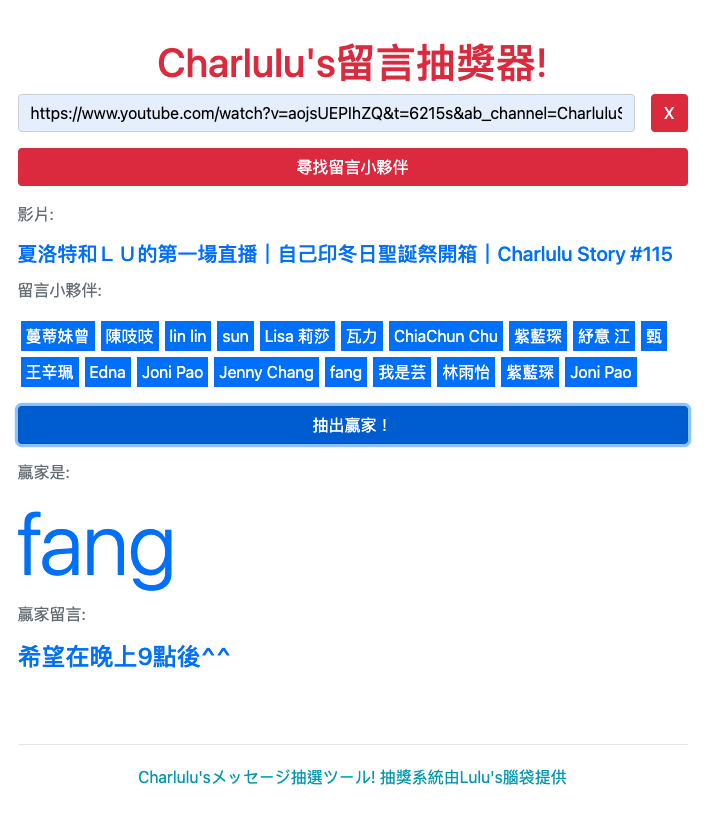 Charlulu's留言抽獎器!
https://www.youtube.com/watch?v=aojsUEPlhZQ&t=6215s&ab_channel=CharluluS
X
尋找留言小夥伴
影片:
夏洛特和ＬＵ的第一場直播｜自己印冬日聖誕祭開箱｜Charlulu Story #115
留言小夥伴:
蔓蒂妹曾 陳吱吱 lin lin sun Lisa 莉莎 瓦力 ChiaChun Chu 紫藍琛 紓意 江 甄
王辛珮 Edna Joni Pao Jenny Chang fang 我是芸 林雨怡 紫藍琛 Joni Pao
抽出贏家！
贏家是:
fang
贏家留言:
希望在晚上9點後^^
Charlulu'sメッセージ抽選ツール! 抽獎系統由Lulu's腦袋提供